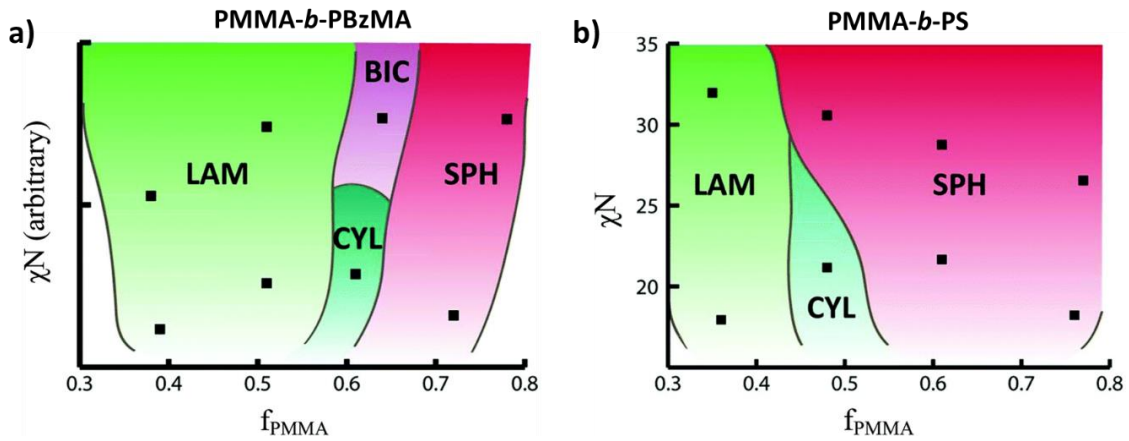 PMMA-b-PBzMA
a)
BIC
LAM
SPH
CYL
χN (arbitrary)
0.3 0.4 0.5 0.6 0.7 0.8
fPMMA
PMMA-b-PS
b)
35
30
25
20
χN
LAM
SPH
CYL
0.3 0.4 0.5 0.6 0.7 0.8
fPMMA